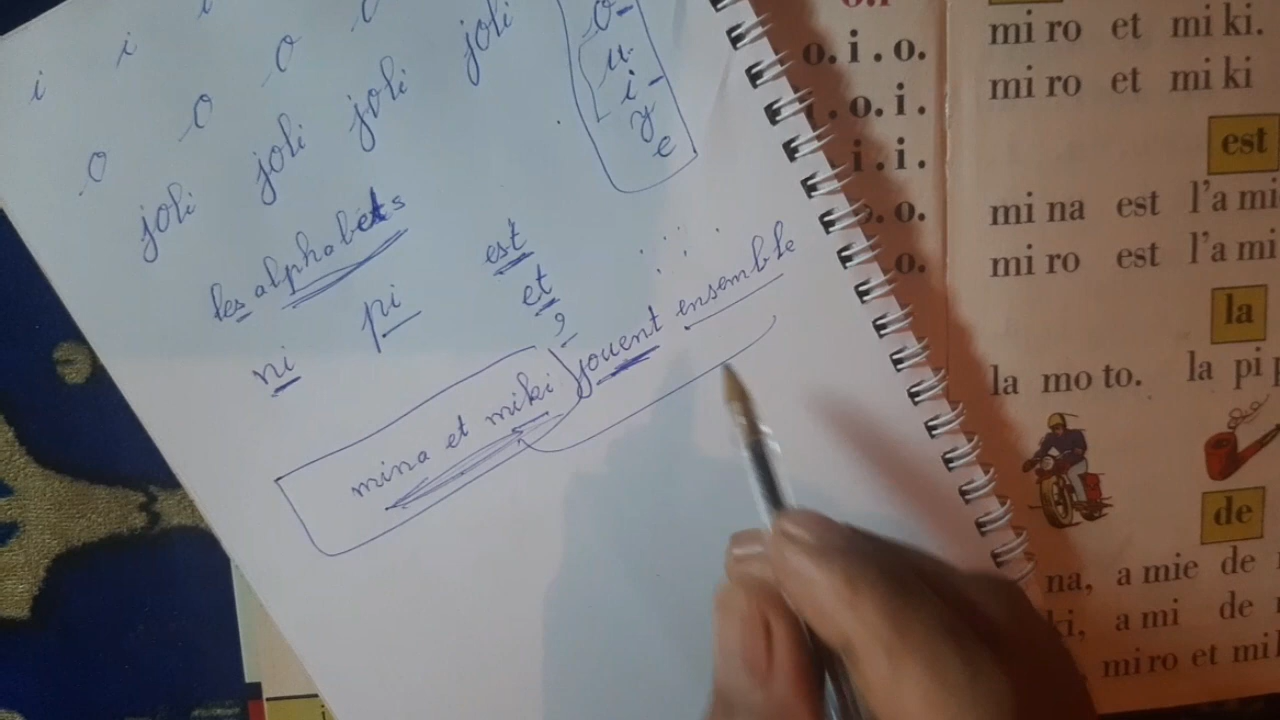 i i i
o o o o
joli joli joli joli
o
u
i
y
e
les alphabets
ni pi est
et
mina et miki jouent ensemble
o.i
o.i.o.
.o.i.
i.i.
o.
o.
mi ro et mi ki.
mi ro et mi ki
est
mi na est l'a mi
mi ro est l'a mi
la
la mo to. la pi p
de
na, a mie de
ki, a mi de
mi ro et mi